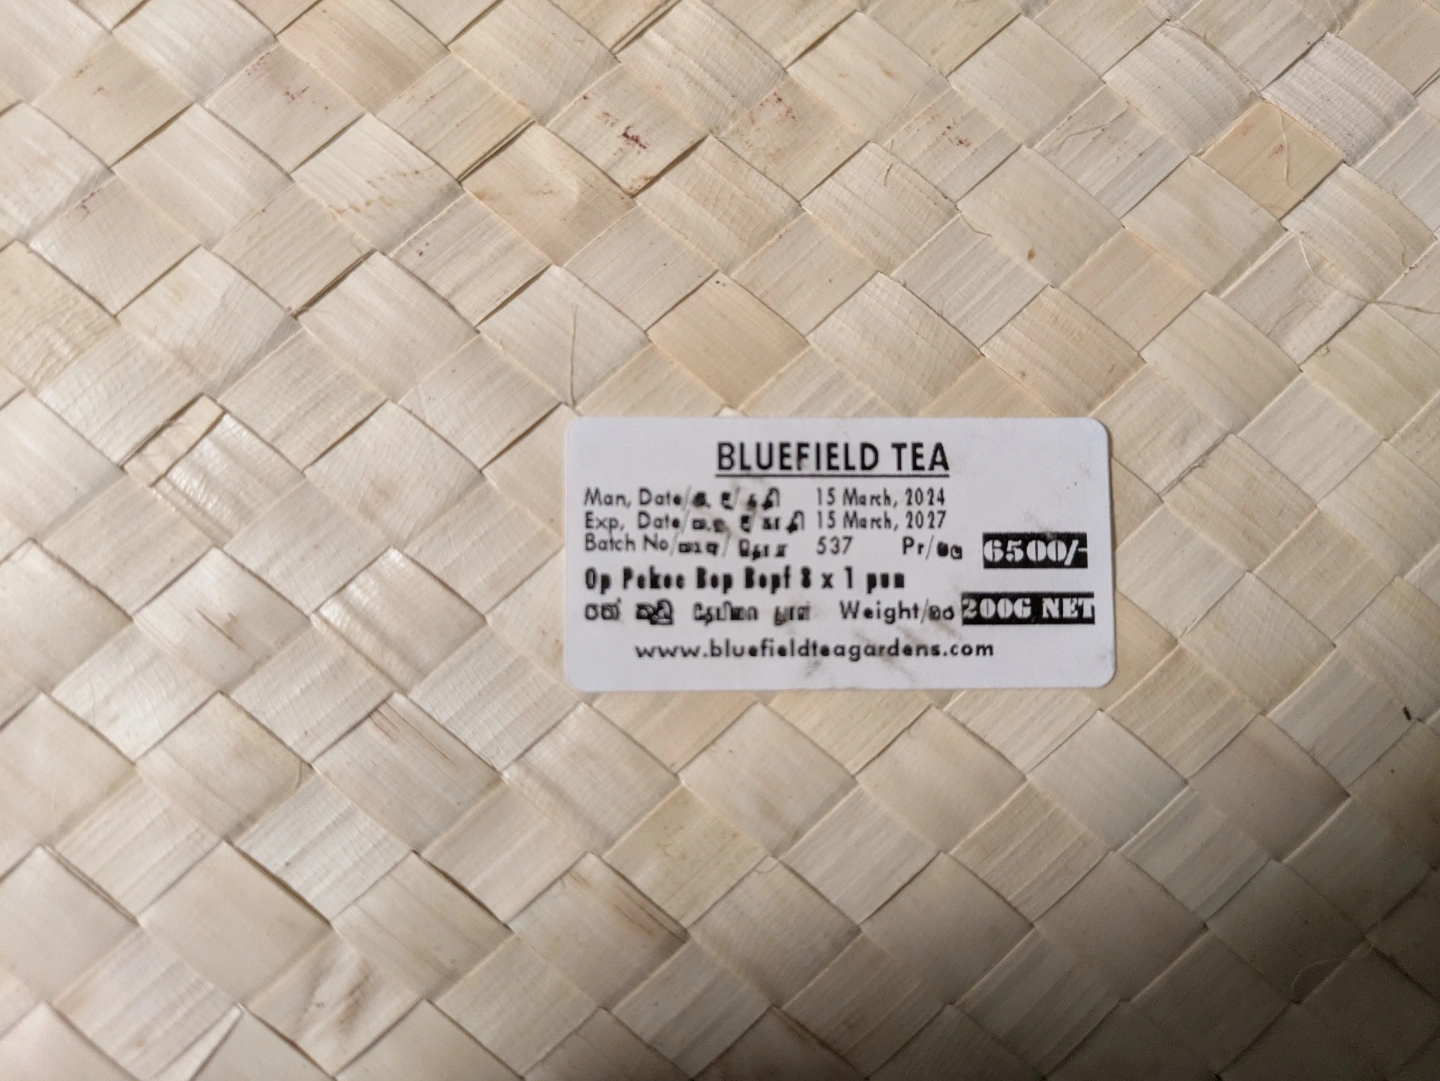 BLUEFIELD TEA
Man, Date/ 15 March, 2024
Exp, Date/ 15 March, 2027
Batch No/ 537 Pr/ 6500/-
Op Pekoe Bop Bopf 8 x 1 pun
තේ කුඩු Weight/ 200G NET
www.bluefieldteagardens.com